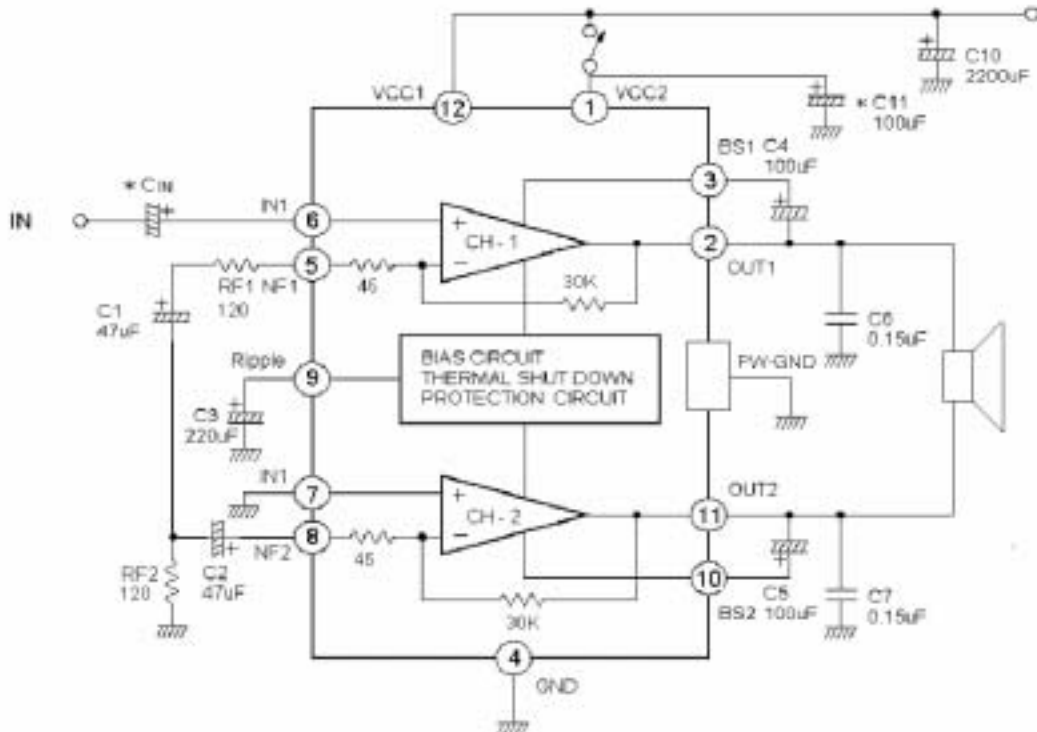 C10
2200uF
VCC1
VCC2
12
1
* C11
100uF
BS1 C4
100uF
3
* CIN
IN
IN1
6
+
CH - 1
−
2
OUT1
5
RF1 NF1
120
45
30K
C1
47uF
C6
0.15uF
Ripple
9
BIAS CIRCUIT
THERMAL SHUT DOWN
PROTECTION CIRCUIT
PW-GND
C3
220uF
IN1
7
+
CH - 2
−
OUT2
11
8
NF2
45
C2
47uF
RF2
120
10
BS2
C5
100uF
C7
0.15uF
30K
4
GND